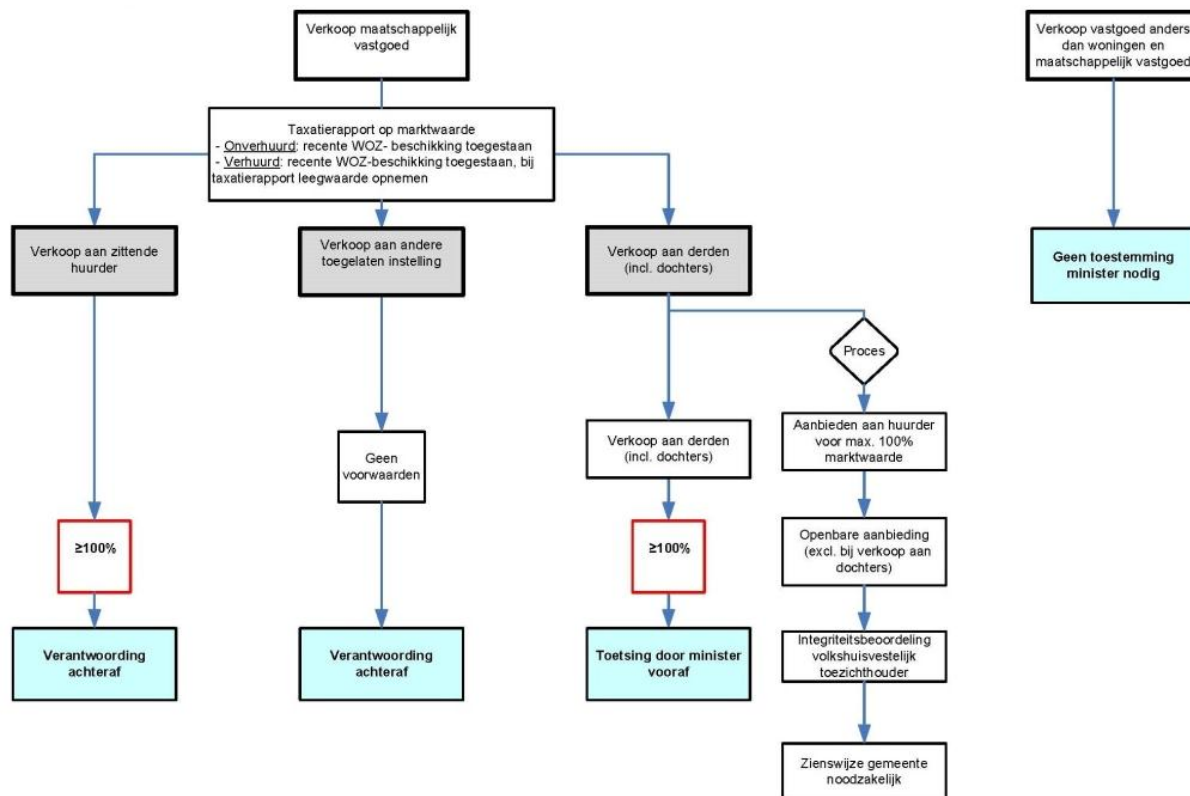 Verkoop maatschappelijk
vastgoed
Verkoop vastgoed anders
dan woningen en
maatschappelijk vastgoed
Taxatierapport op marktwaarde
- Onverhuurd: recente WOZ- beschikking toegestaan
- Verhuurd: recente WOZ-beschikking toegestaan, bij
taxatierapport leegwaarde opnemen
Verkoop aan zittende
huurder
Verkoop aan andere
toegelaten instelling
Verkoop aan derden
(incl. dochters)
Geen toestemming
minister nodig
Proces
Geen
voorwaarden
Verkoop aan derden
(incl. dochters)
Aanbieden aan huurder
voor max. 100%
marktwaarde
≥100%
≥100%
Openbare aanbieding
(excl. bij verkoop aan
dochters)
Verantwoording
achteraf
Verantwoording
achteraf
Toetsing door minister
vooraf
Integriteitsbeoordeling
volkshuisvestelijk
toezichthouder
Zienswijze gemeente
noodzakelijk